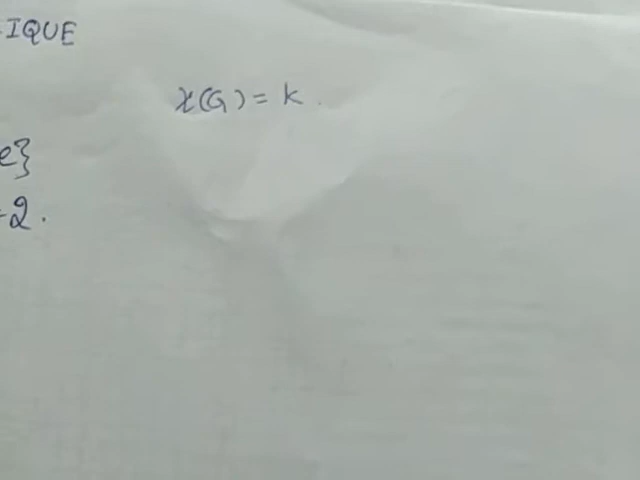 IQUE
χ(G) = k.
e}
=2.